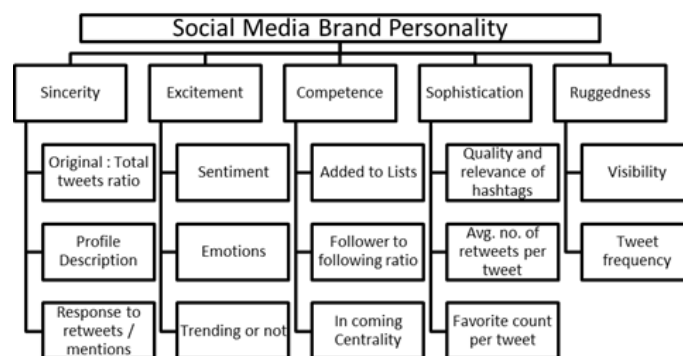 Social Media Brand Personality
Sincerity
Excitement
Competence
Sophistication
Ruggedness
Original : Total
tweets ratio
Sentiment
Added to Lists
Quality and
relevance of
hashtags
Visibility
Profile
Description
Emotions
Follower to
following ratio
Avg. no. of
retweets per
tweet
Tweet
frequency
Response to
retweets /
mentions
Trending or not
In coming
Centrality
Favorite count
per tweet